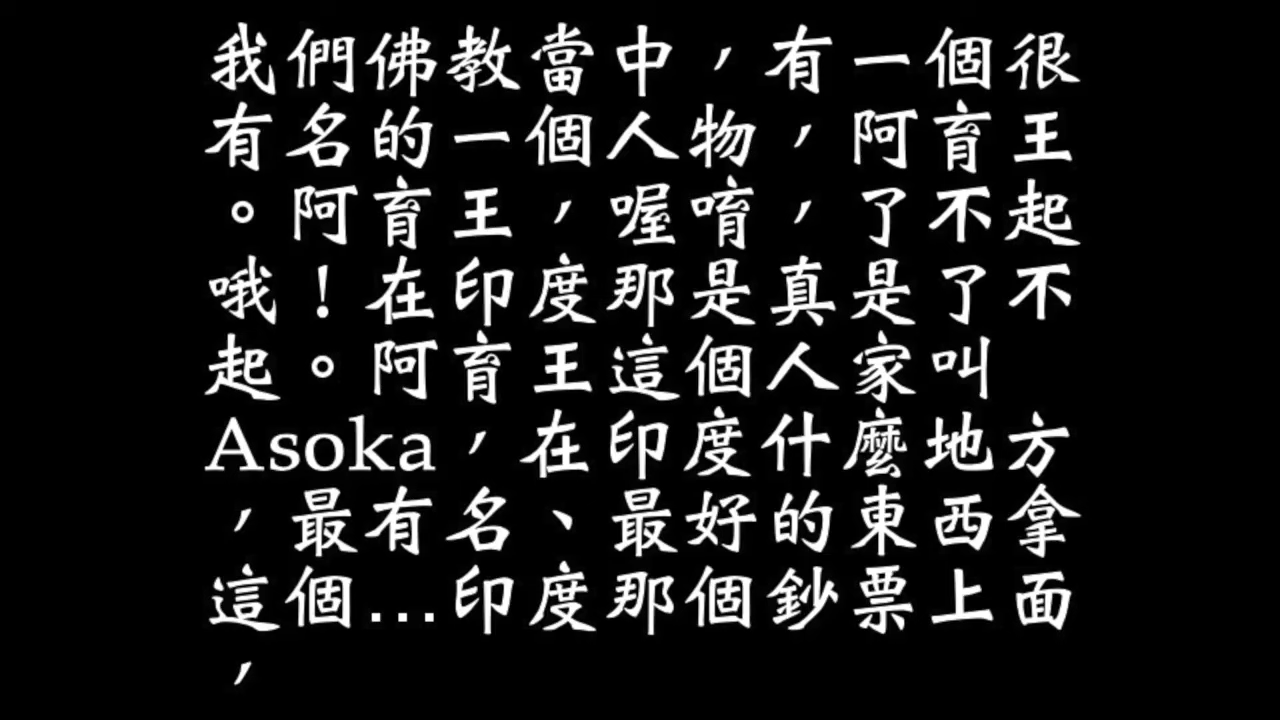 我們佛教當中，有一個很
有名的一個人物，阿育王
。阿育王，喔唷，了不起
哦！在印度那是真是了不
起。阿育王這個人家叫
Asoka，在印度什麼地方
，最有名、最好的東西拿
這個…印度那個鈔票上面
，